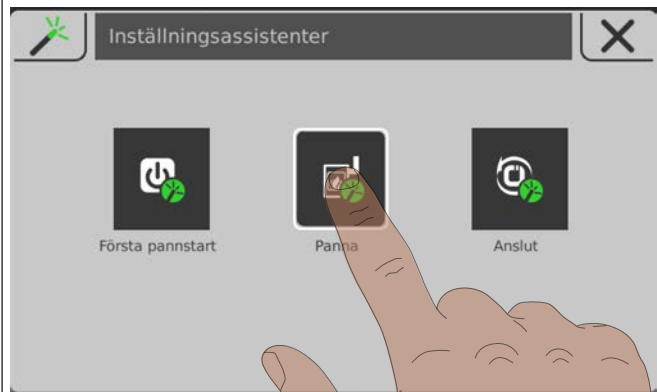 Inställningsassistenter
Första pannstart
Panna
Anslut